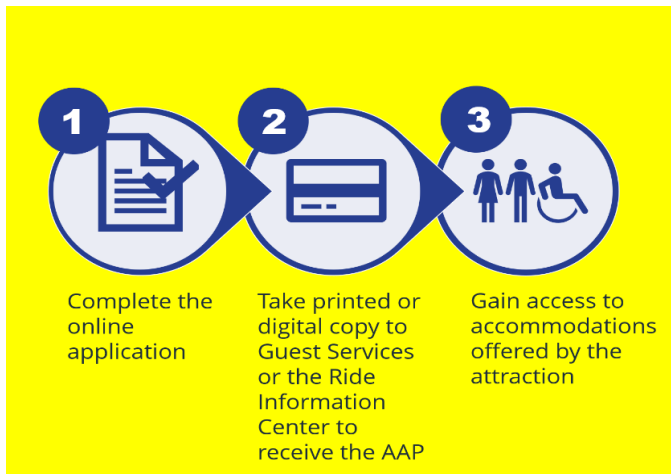 1
Complete the
online
application
2
Take printed or
digital copy to
Guest Services
or the Ride
Information
Center to
receive the AAP
3
Gain access to
accommodations
offered by the
attraction